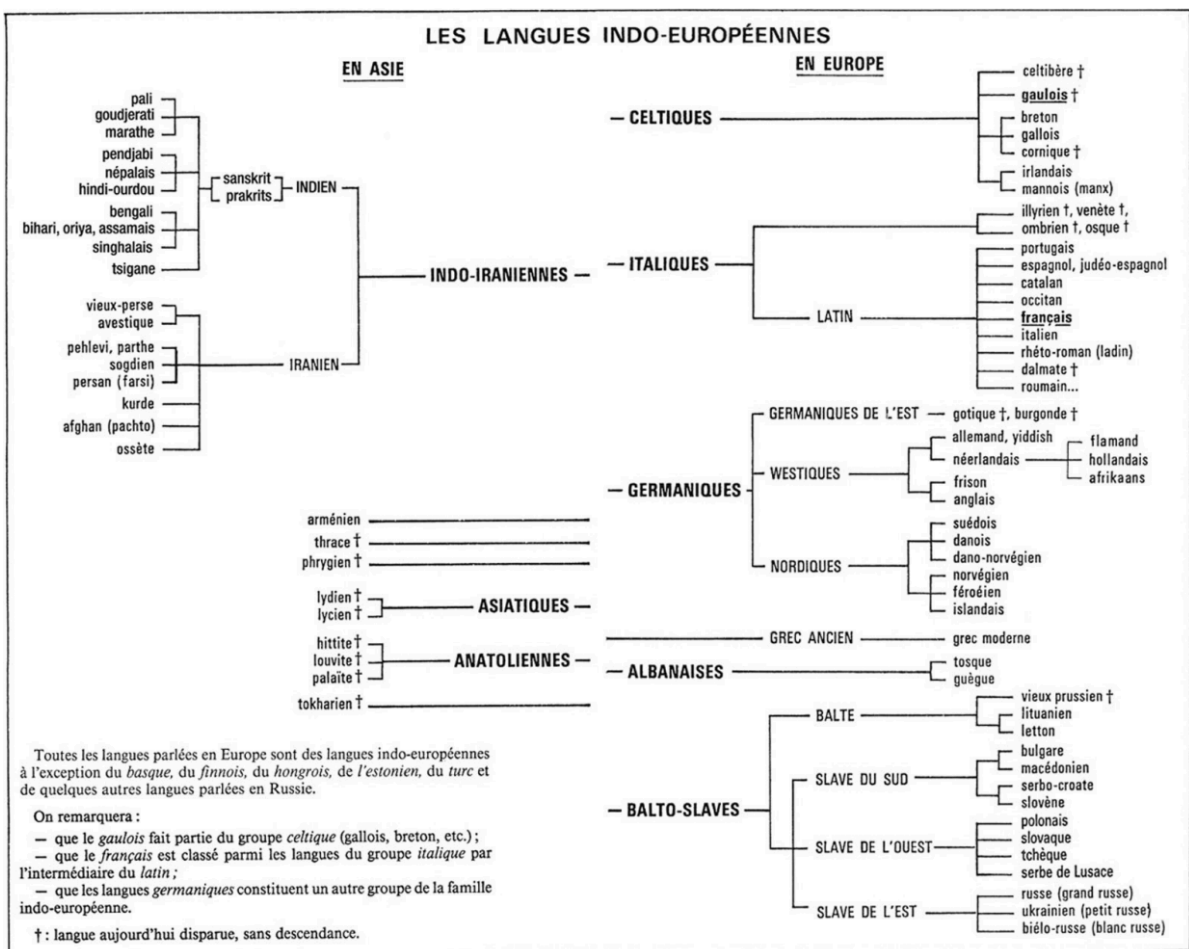 LES LANGUES INDO-EUROPÉENNES
EN ASIE
pali
goudjerati
marathe
pendjabi
népalais
hindi-ourdou
bengali
bihari, oriya, assamais
singhalais
tsigane
sanskrit
prakrits
INDIEN
vieux-perse
avestique
pehlevi, parthe
sogdien
persan (farsi)
kurde
afghan (pachto)
ossète
IRANIEN
INDO-IRANIENNES
arménien
thrace †
phrygien †
lydien †
lycien †
ASIATIQUES
hittite †
louvite †
palaïte †
ANATOLIENNES
tokharien †
EN EUROPE
CELTIQUES
celtibère †
gaulois †
breton
gallois
cornique †
irlandais
mannois (manx)
ITALIQUES
illyrien †, venète †,
ombrien †, osque †
LATIN
portugais
espagnol, judéo-espagnol
catalan
occitan
français
italien
rhéto-roman (ladin)
dalmate †
roumain...
GERMANIQUES
GERMANIQUES DE L'EST
gotique †, burgonde †
WESTIQUES
allemand, yiddish
néerlandais
flamand
hollandais
afrikaans
frison
anglais
NORDIQUES
suédois
danois
dano-norvégien
norvégien
féroéien
islandais
GREC ANCIEN
grec moderne
ALBANAISES
tosque
guègue
BALTO-SLAVES
BALTE
vieux prussien †
lituanien
letton
SLAVE DU SUD
bulgare
macédonien
serbo-croate
slovène
SLAVE DE L'OUEST
polonais
slovaque
tchèque
serbe de Lusace
SLAVE DE L'EST
russe (grand russe)
ukrainien (petit russe)
biélo-russe (blanc russe)
Toutes les langues parlées en Europe sont des langues indo-européennes
à l'exception du basque, du finnois, du hongrois, de l'estonien, du turc et
de quelques autres langues parlées en Russie.
On remarquera :
— que le gaulois fait partie du groupe celtique (gallois, breton, etc.) ;
— que le français est classé parmi les langues du groupe italique par
l'intermédiaire du latin ;
— que les langues germaniques constituent un autre groupe de la famille
indo-européenne.
† : langue aujourd'hui disparue, sans descendance.